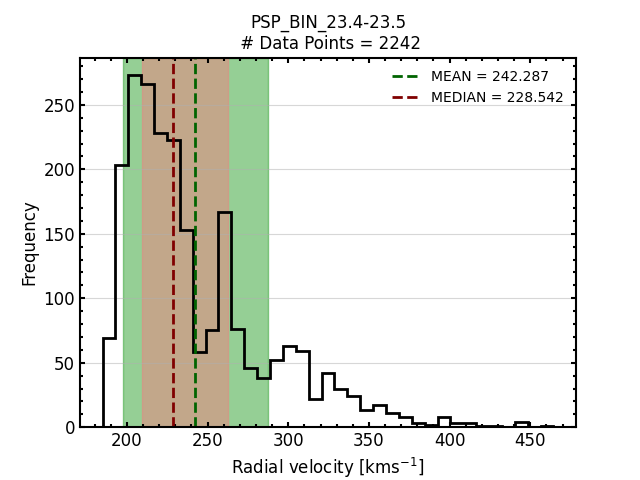 PSP_BIN_23.4-23.5
# Data Points = 2242
MEAN = 242.287
MEDIAN = 228.542
250
200
150
100
50
0
Frequency
200 250 300 350 400 450
Radial velocity [kms⁻¹]